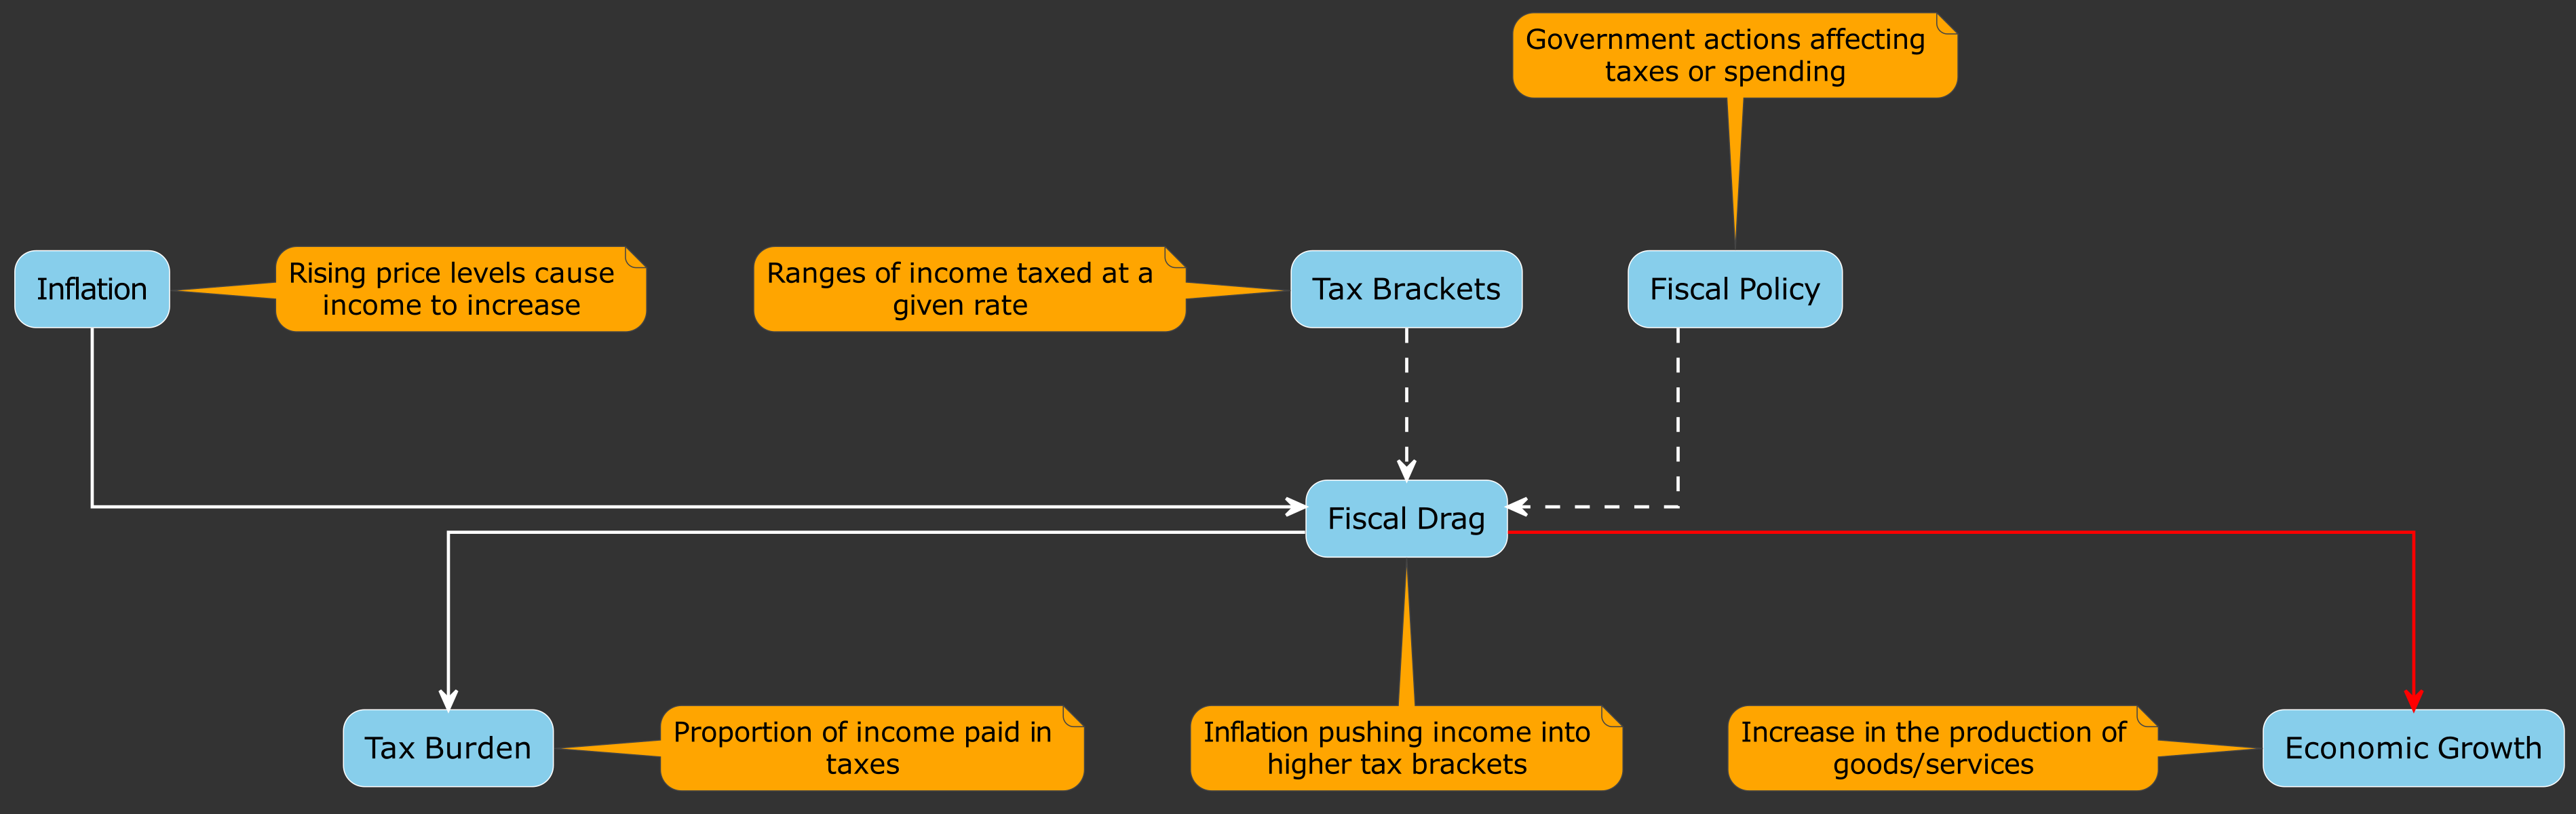 Government actions affecting
taxes or spending
Inflation
Rising price levels cause
income to increase
Ranges of income taxed at a
given rate
Tax Brackets
Fiscal Policy
Fiscal Drag
Tax Burden
Proportion of income paid in
taxes
Inflation pushing income into
higher tax brackets
Increase in the production of
goods/services
Economic Growth